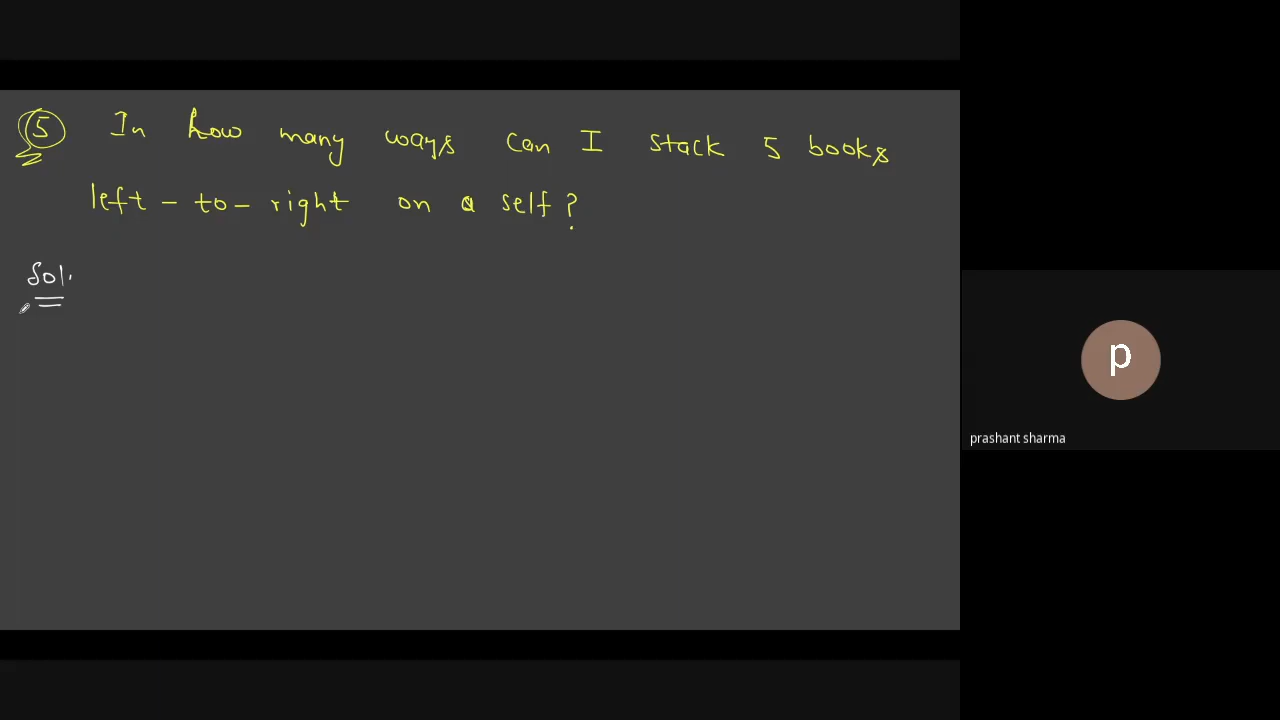 5 In how many ways can I stack 5 books
left-to-right on a self?
Sol.
p
prashant sharma